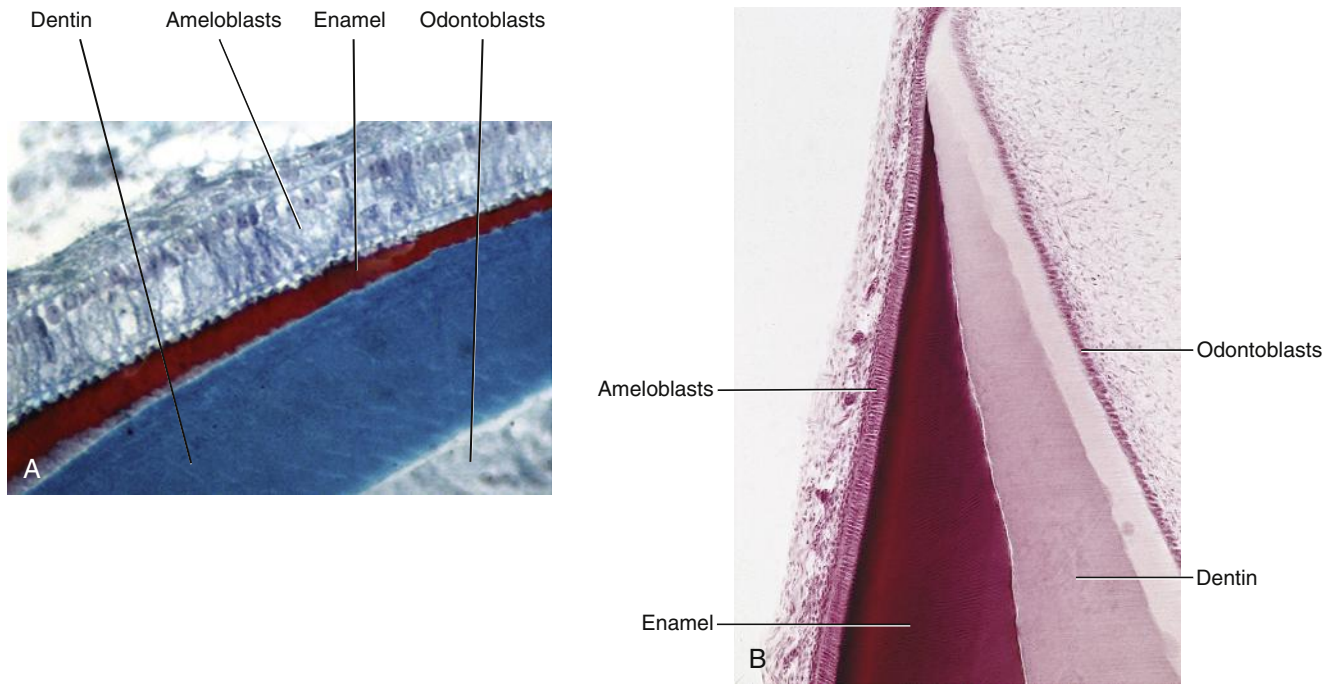 Dentin Ameloblasts Enamel Odontoblasts
A
Odontoblasts
Ameloblasts
Dentin
Enamel
B